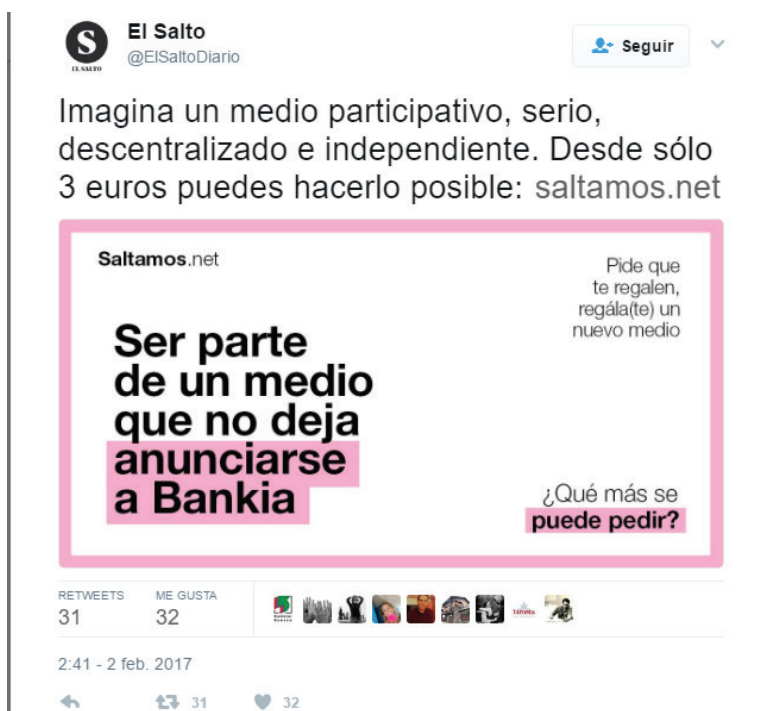 El Salto
@ElSaltoDiario
Seguir
EL SALTO
Imagina un medio participativo, serio,
descentralizado e independiente. Desde sólo
3 euros puedes hacerlo posible: saltamos.net
Saltamos.net
Pide que
te regalen,
regála(te) un
nuevo medio
Ser parte
de un medio
que no deja
anunciarse
a Bankia
¿Qué más se
puede pedir?
RETWEETS
31
ME GUSTA
32
2:41 - 2 feb. 2017
31
32